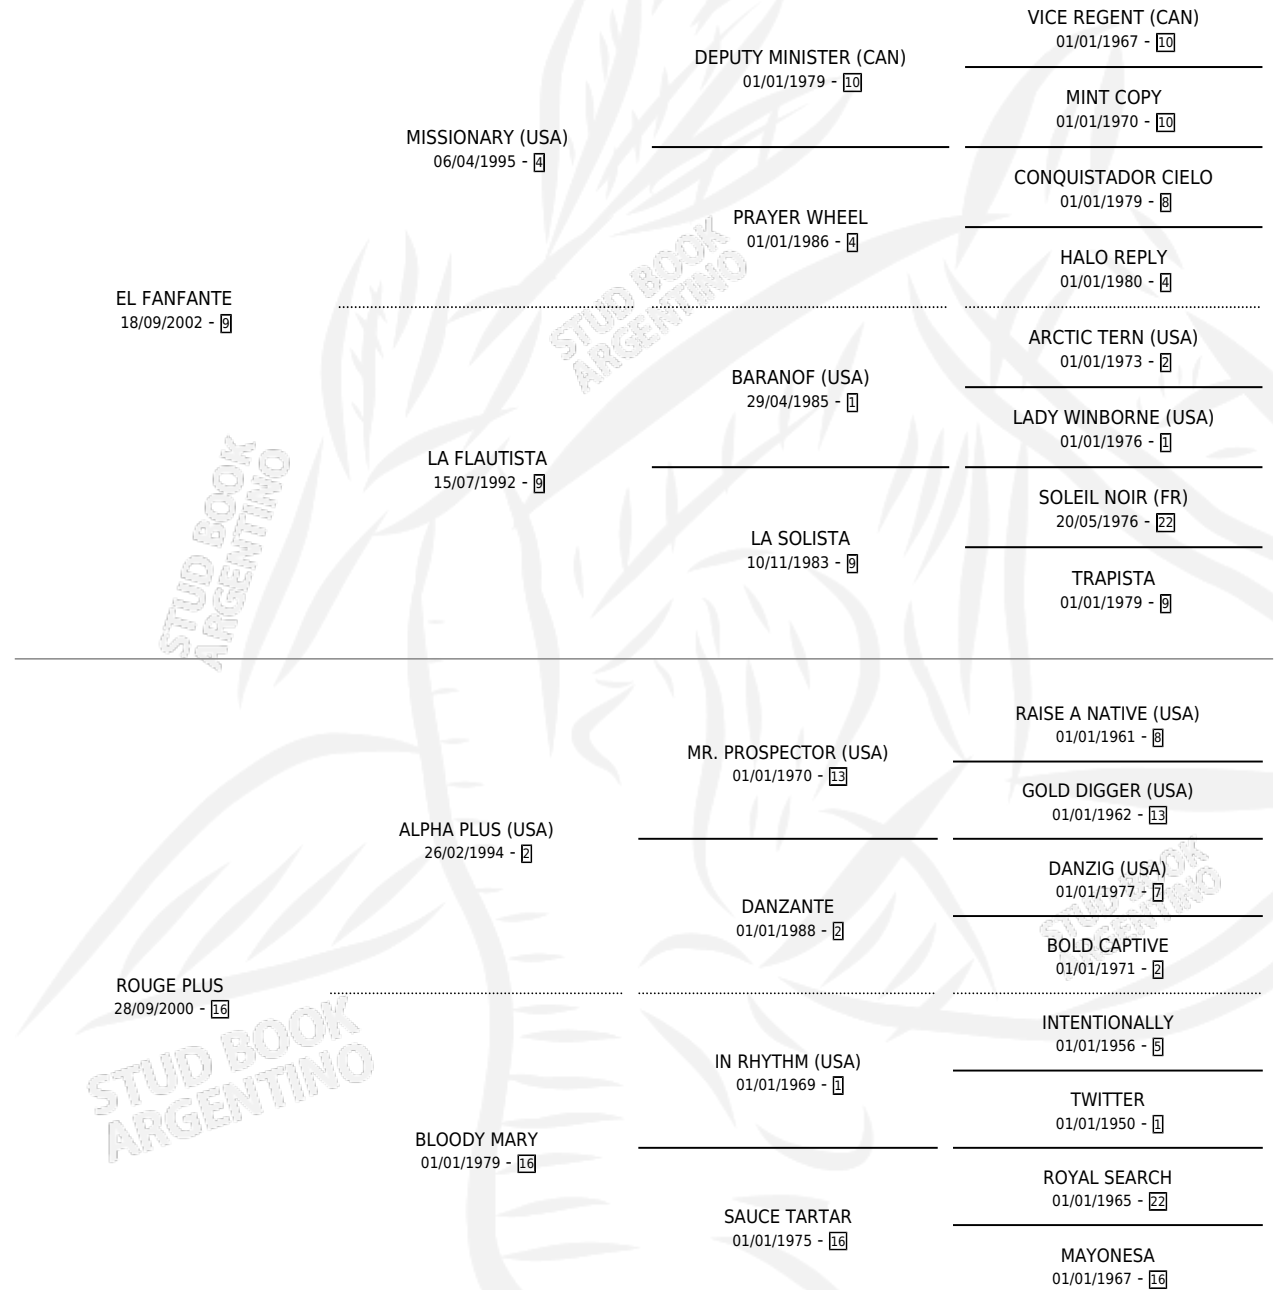 VICE REGENT (CAN)
01/01/1967 - 10
DEPUTY MINISTER (CAN)
01/01/1979 - 10
MINT COPY
01/01/1970 - 10
MISSIONARY (USA)
06/04/1995 - 4
CONQUISTADOR CIELO
01/01/1979 - 8
PRAYER WHEEL
01/01/1986 - 4
HALO REPLY
01/01/1980 - 4
EL FANFANTE
18/09/2002 - 9
ARCTIC TERN (USA)
01/01/1973 - 2
BARANOF (USA)
29/04/1985 - 1
LADY WINBORNE (USA)
01/01/1976 - 1
LA FLAUTISTA
15/07/1992 - 9
SOLEIL NOIR (FR)
20/05/1976 - 22
LA SOLISTA
10/11/1983 - 9
TRAPISTA
01/01/1979 - 9
STUD BOOK
ARGENTINO
STUD BOOK
ARGENTINO
RAISE A NATIVE (USA)
01/01/1961 - 8
MR. PROSPECTOR (USA)
01/01/1970 - 13
GOLD DIGGER (USA)
01/01/1962 - 13
ALPHA PLUS (USA)
26/02/1994 - 2
DANZIG (USA)
01/01/1977 - 7
DANZANTE
01/01/1988 - 2
BOLD CAPTIVE
01/01/1971 - 2
STUD BOOK
ARGENTINO
ROUGE PLUS
28/09/2000 - 16
INTENTIONALLY
01/01/1956 - 5
IN RHYTHM (USA)
01/01/1969 - 1
TWITTER
01/01/1950 - 1
BLOODY MARY
01/01/1979 - 16
ROYAL SEARCH
01/01/1965 - 22
SAUCE TARTAR
01/01/1975 - 16
MAYONESA
01/01/1967 - 16
STUD BOOK
ARGENTINO